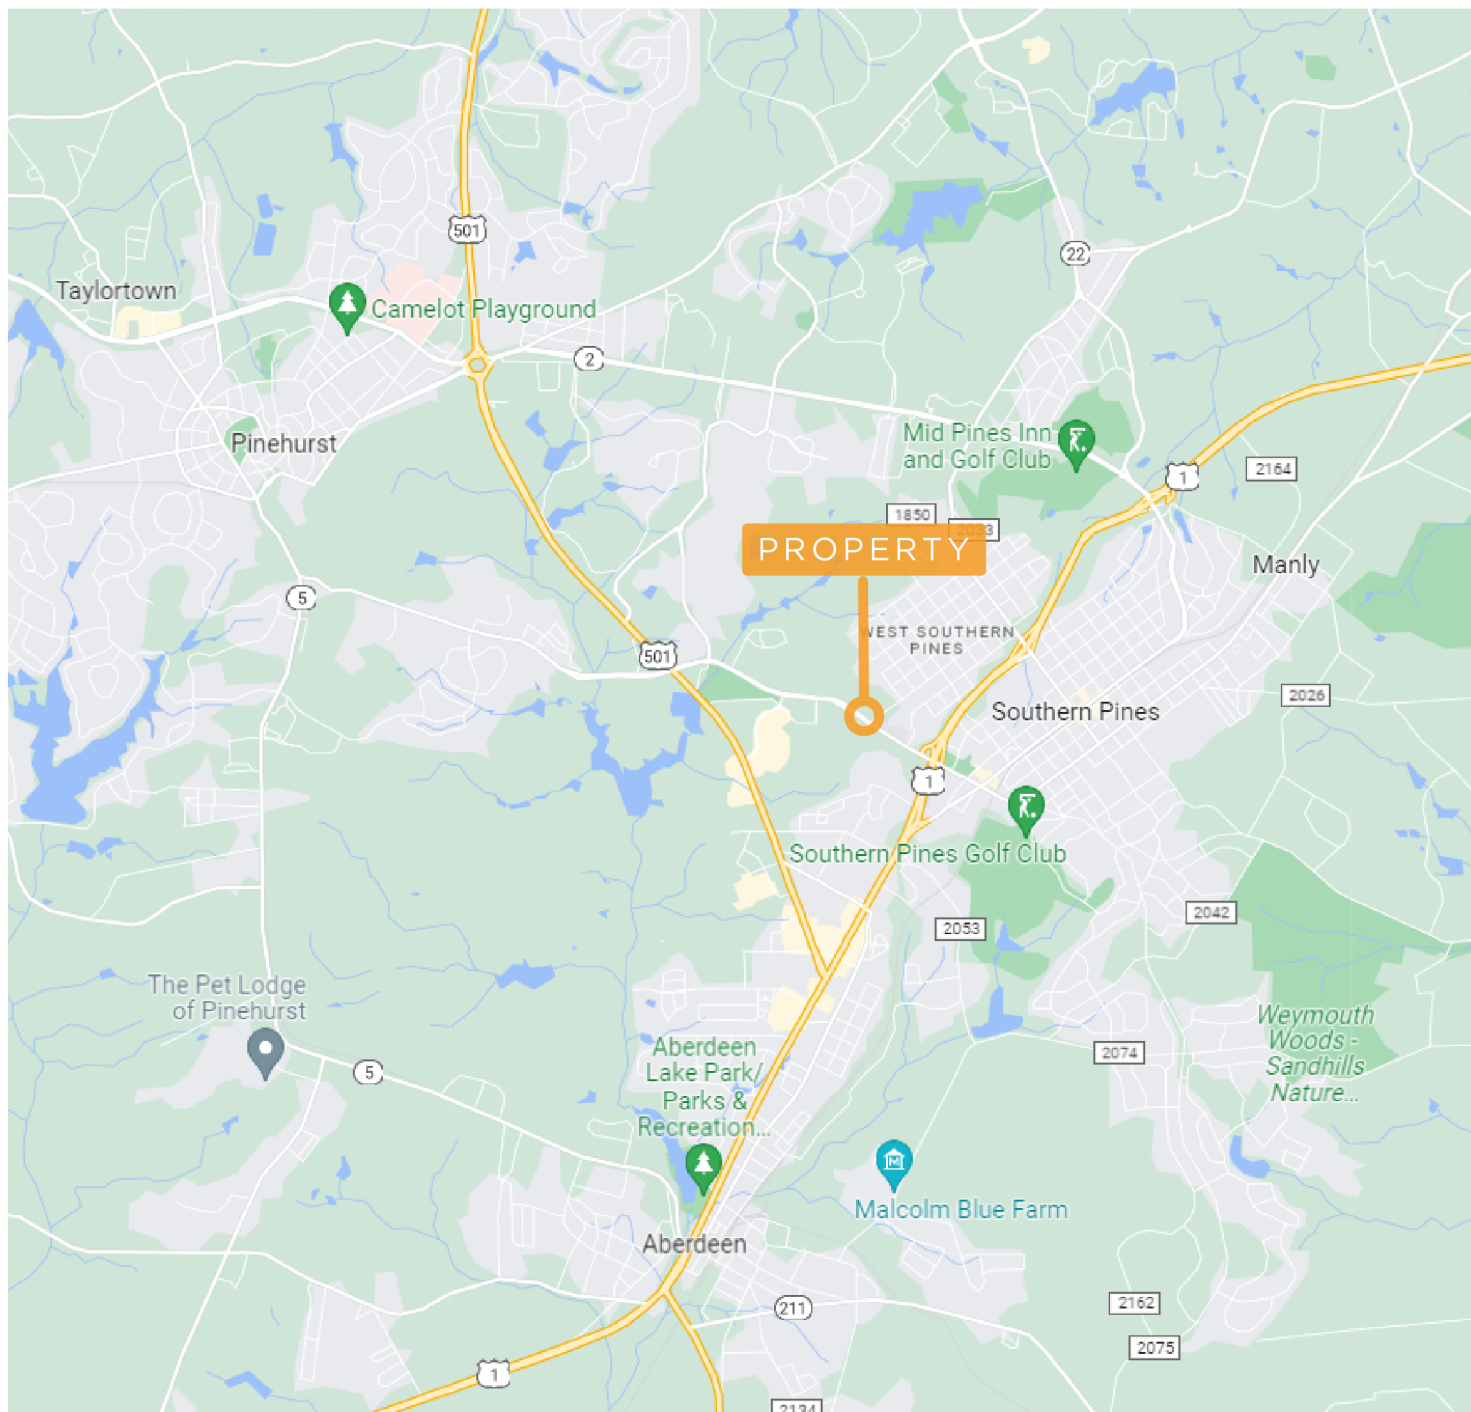 501
22
Taylortown
Camelot Playground
2
Mid Pines Inn
and Golf Club
Pinehurst
1
2164
1850
2033
PROPERTY
Manly
5
WEST SOUTHERN
PINES
501
2026
Southern Pines
1
Southern Pines Golf Club
2042
2053
The Pet Lodge
of Pinehurst
Weymouth
Woods -
Sandhills
Nature...
Aberdeen
Lake Park/
Parks &
Recreation...
2074
5
Malcolm Blue Farm
Aberdeen
211
2162
2075
1
2134